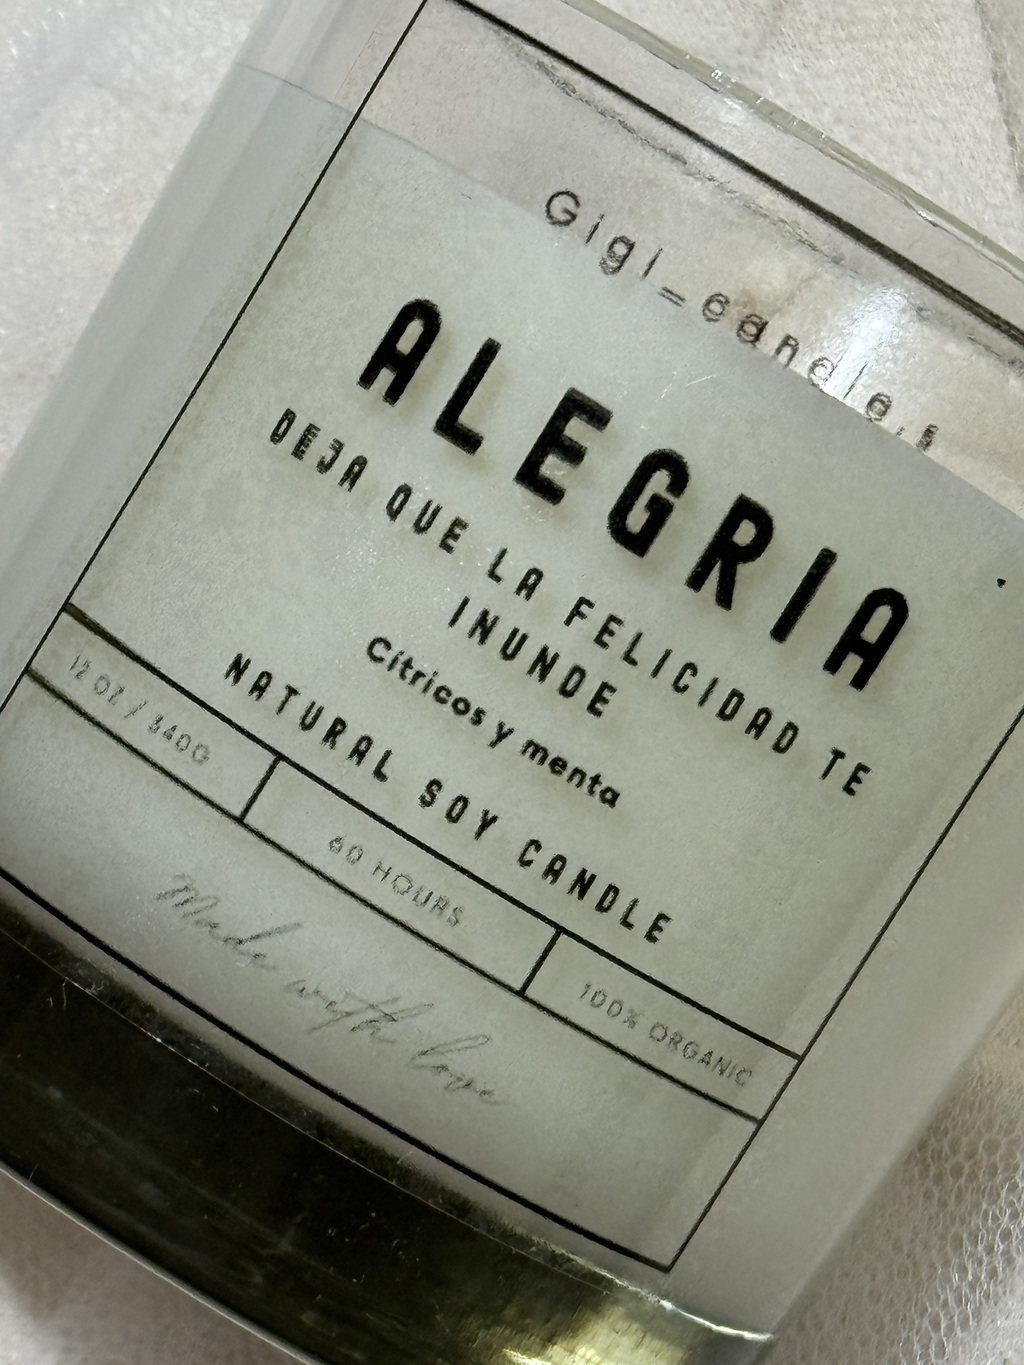 Gigi_candles
ALEGRIA
DEJA QUE LA FELICIDAD TE
INUNDE
Cítricos y menta
NATURAL SOY CANDLE
12 OZ / 340G
60 HOURS
100% ORGANIC
Made with love